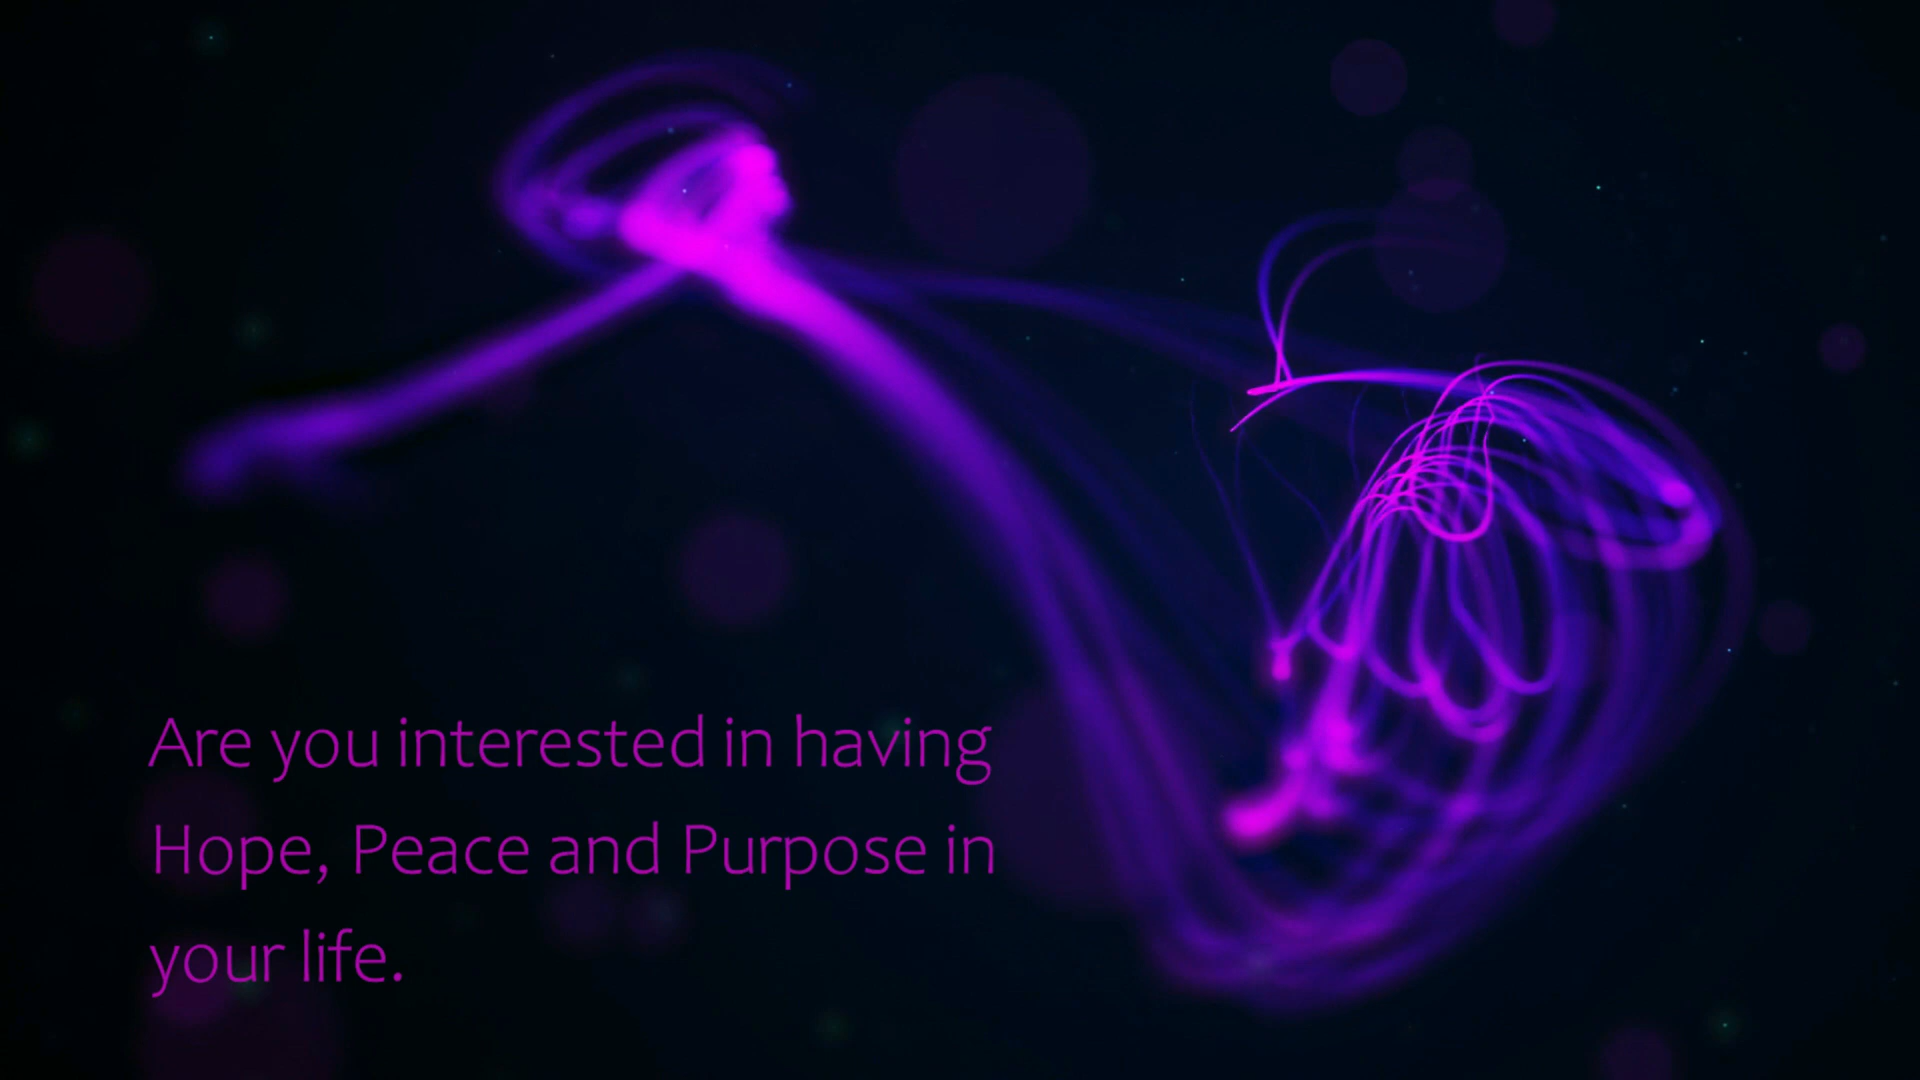 Are you interested in having
Hope, Peace and Purpose in
your life.